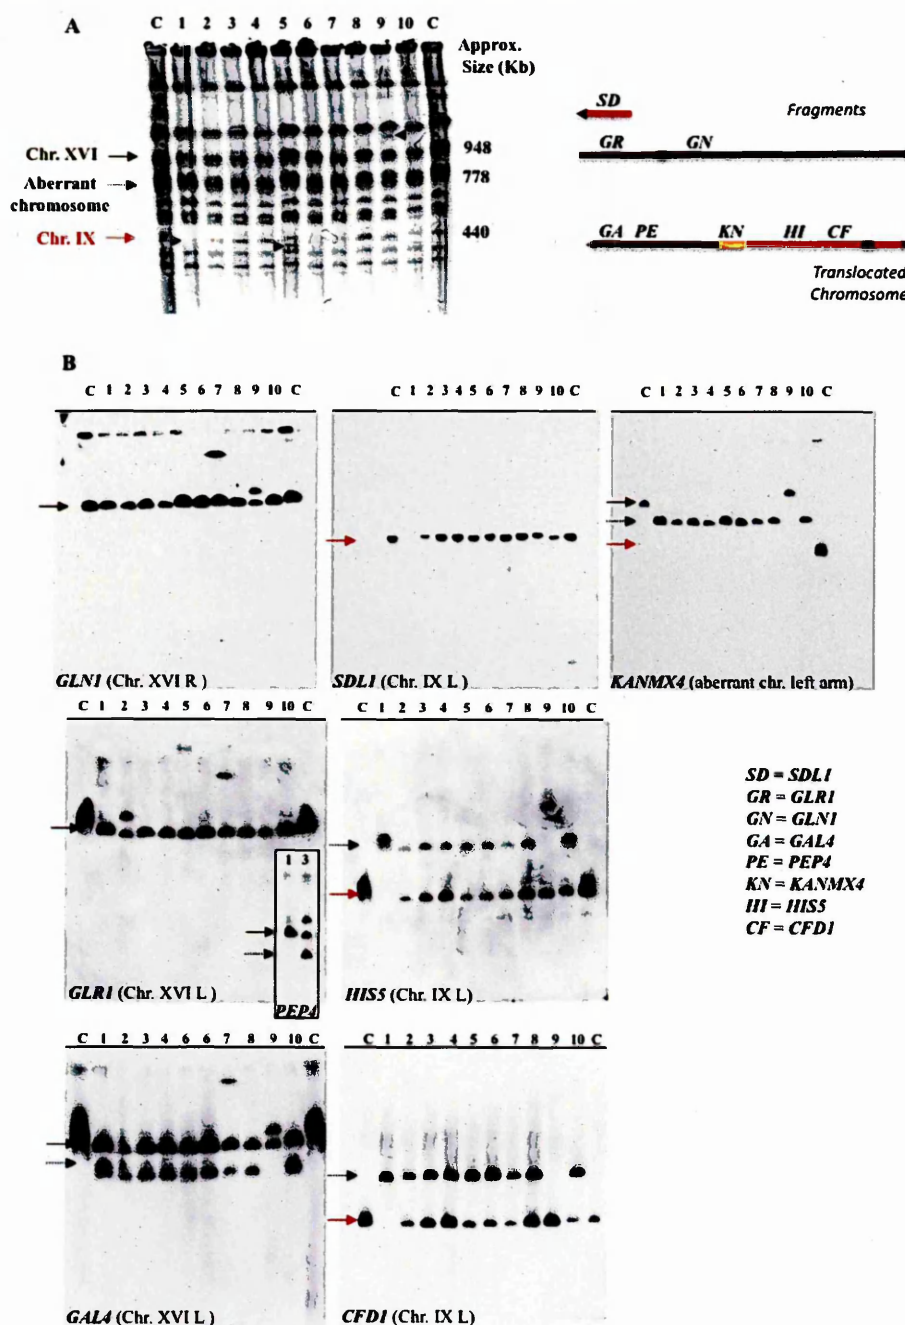 A
C 1 2 3 4 5 6 7 8 9 10 C
Approx.
Size (Kb)
Chr. XVI
Aberrant
chromosome
Chr. IX
948
778
440
SD
Fragments
GR GN
GA PE KN HI CF
Translocated
Chromosome
B
C 1 2 3 4 5 6 7 8 9 10 C
C 1 2 3 4 5 6 7 8 9 10 C
C 1 2 3 4 5 6 7 8 9 10 C
GLN1 (Chr. XVI R )
SDL1 (Chr. IX L )
KANMX4 (aberrant chr. left arm)
C 1 2 3 4 5 6 7 8 9 10 C
C 1 2 3 4 5 6 7 8 9 10 C
1 3
PEP4
GLR1 (Chr. XVI L )
HIS5 (Chr. IX L )
SD = SDL1
GR = GLR1
GN = GLN1
GA = GAL4
PE = PEP4
KN = KANMX4
HI = HIS5
CF = CFD1
C 1 2 3 4 6 6 7 8 9 10 C
C 1 2 3 4 5 6 7 8 9 10 C
GAL4 (Chr. XVI L )
CFD1 (Chr. IX L )